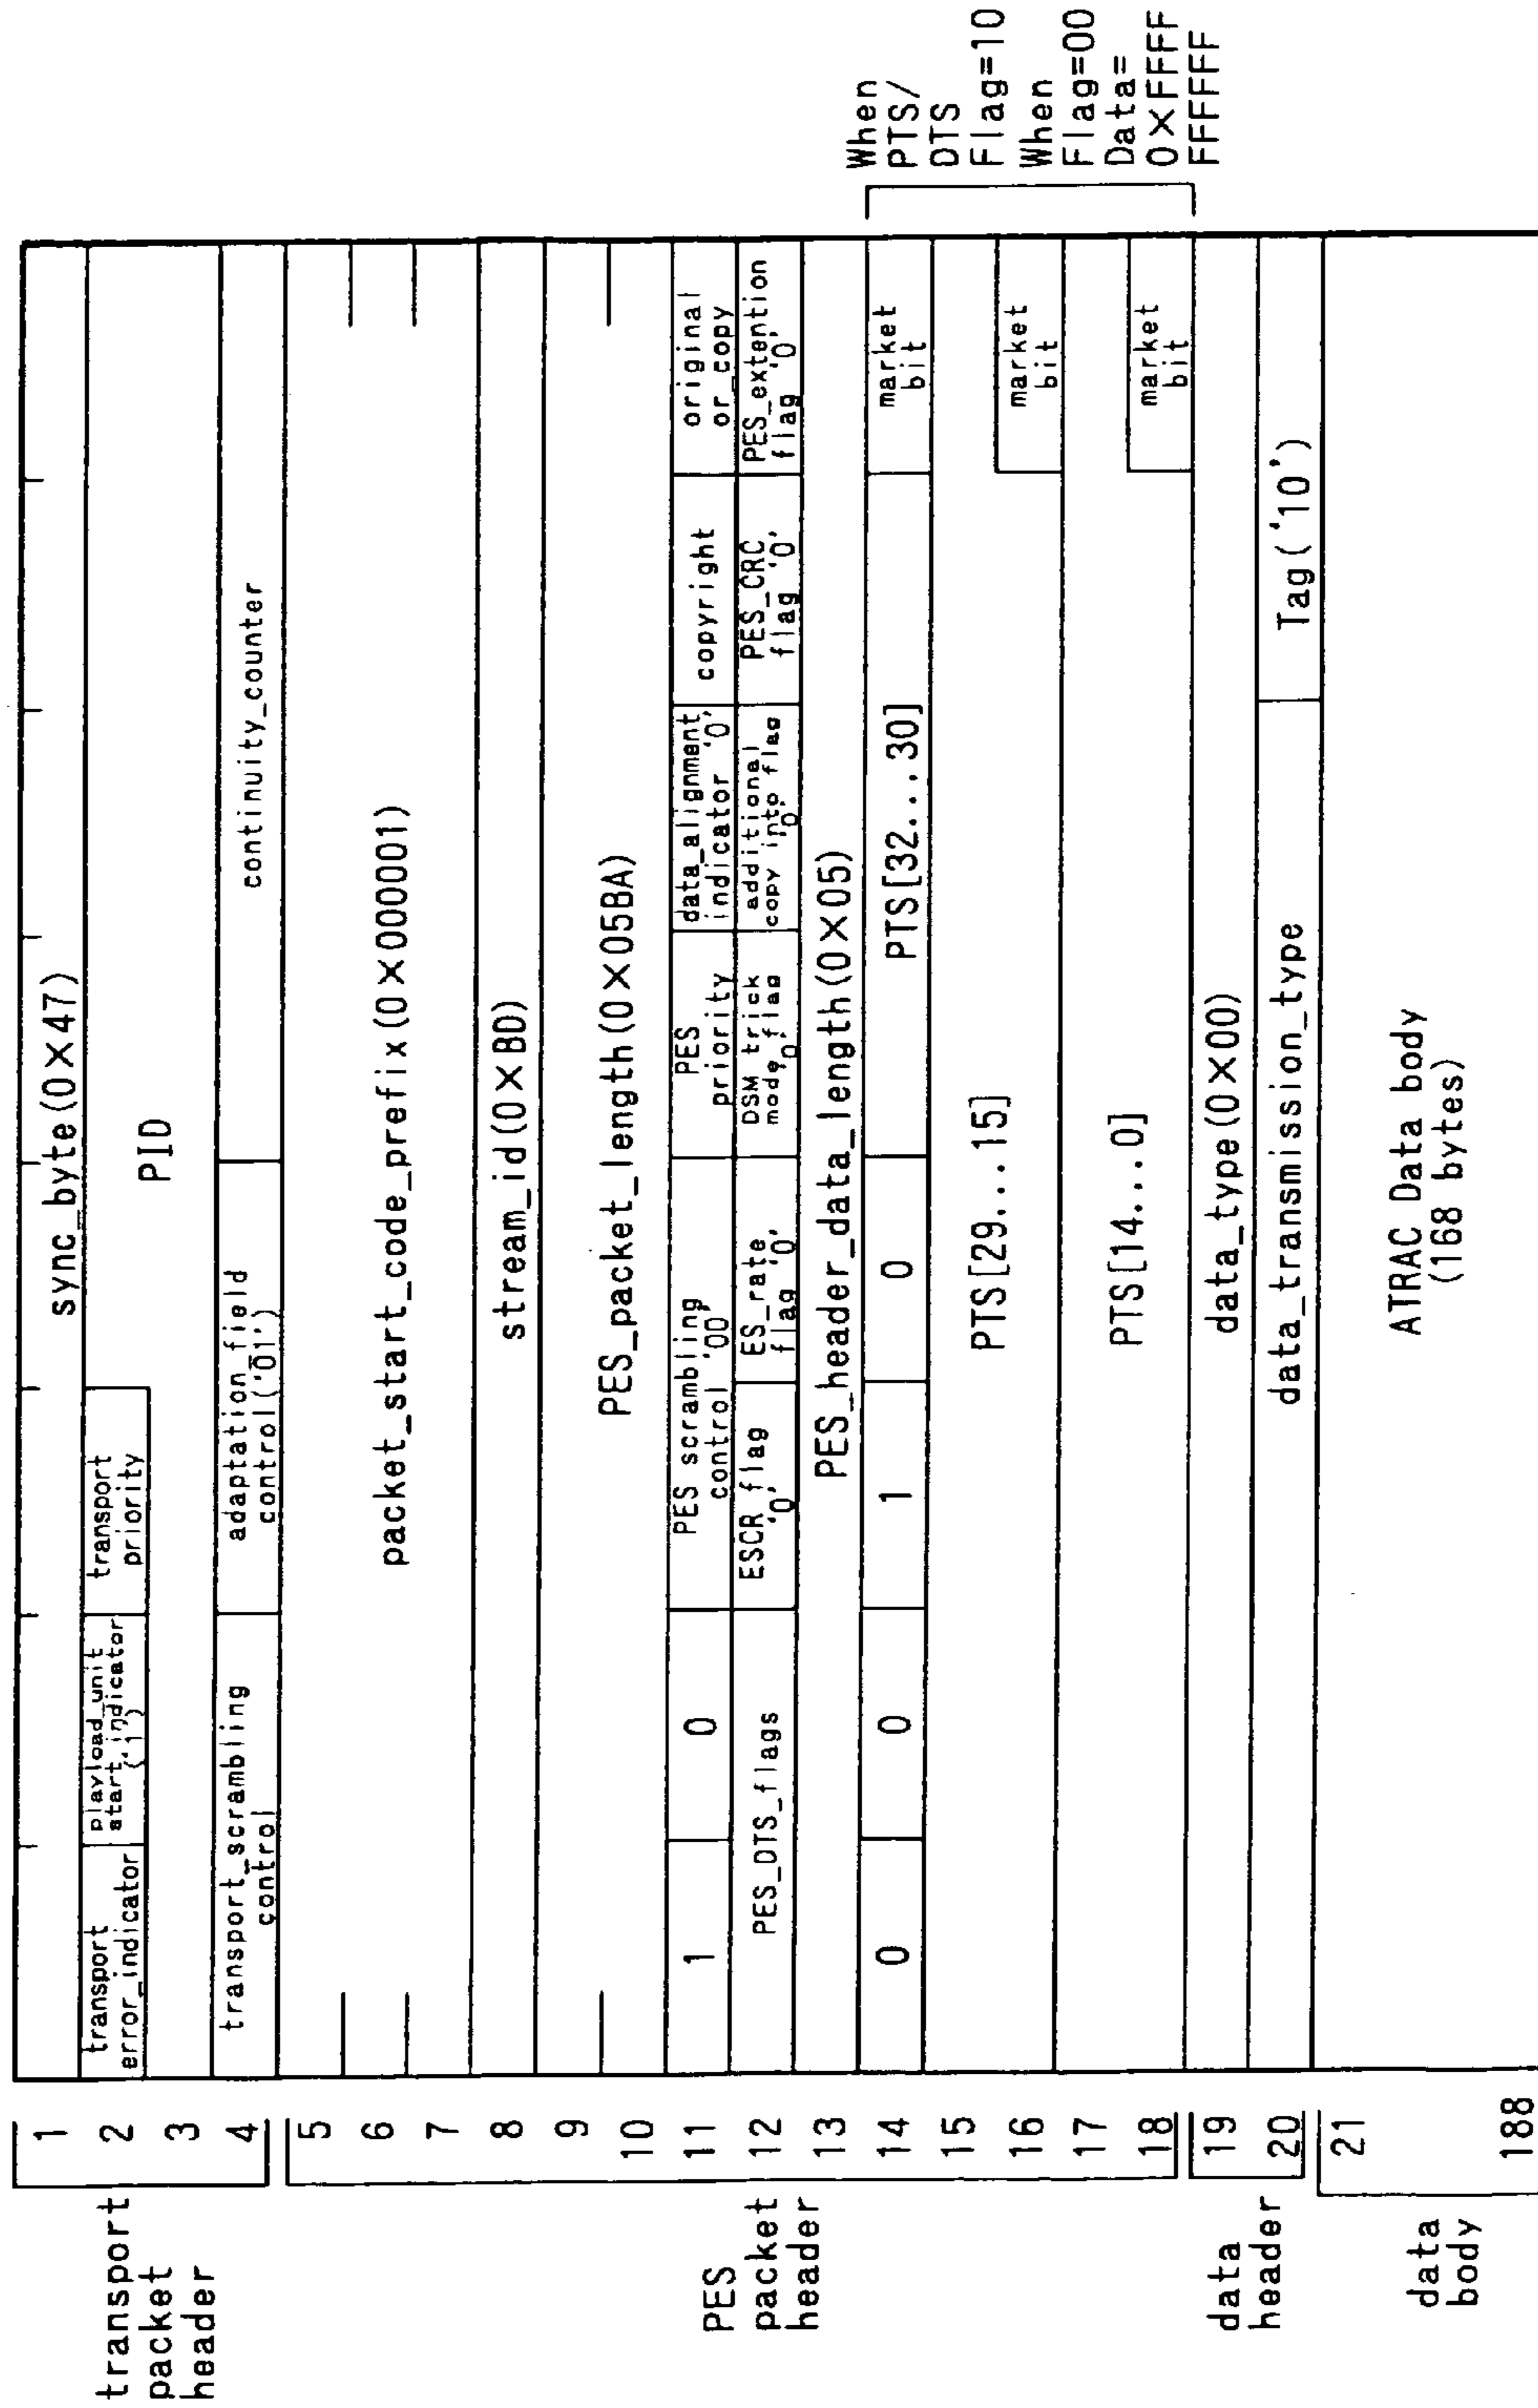 transport
packet
header
1
2
3
4
sync_byte(0×47)
transport
error_indicator
playload_unit
start_indicator
('1')
transport
priority
PID
transport_scrambling
control
adaptation_field
control('01')
continuity_counter
PES
packet
header
5
6
7
8
9
10
11
12
13
14
15
16
17
18
packet_start_code_prefix(0×000001)
stream_id(0×BD)
PES_packet_length(0×05BA)
1
0
PES scrambling
control '00'
PES
priority
data_alignment
indicator '0'
copyright
original
or_copy
PES_DTS_flags
ESCR flag
'0'
ES_rate
flag '0'
DSM trick
mode flag
'0'
additional
copy into flag
'0'
PES_CRC
flag '0'
PES_extention
flag '0'
PES_header_data_length(0×05)
0
0
1
0
PTS[32...30]
market
bit
PTS[29...15]
market
bit
PTS[14...0]
market
bit
When
PTS/
DTS
Flag=10
When
Flag=00
Data=
0×FFFF
FFFFFF
data
header
19
20
data_type(0×00)
data_transmission_type
Tag('10')
data
body
21
188
ATRAC Data body
(168 bytes)